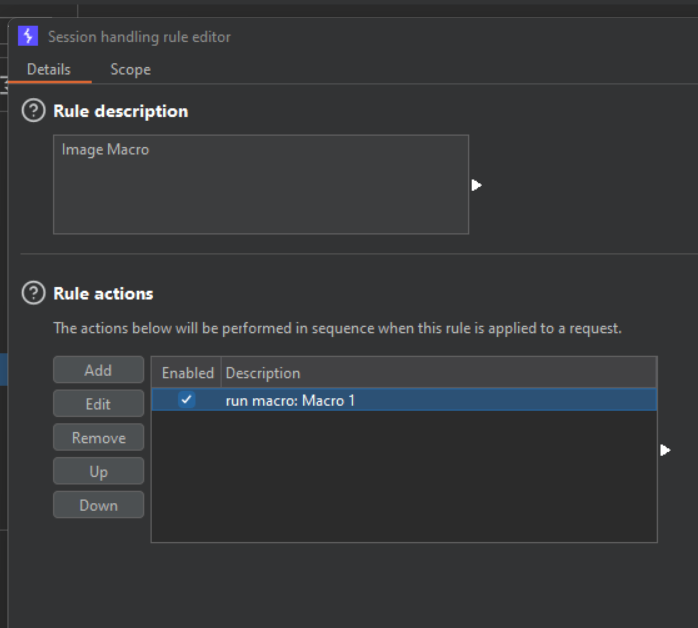 Session handling rule editor
Details Scope
? Rule description
Image Macro
? Rule actions
The actions below will be performed in sequence when this rule is applied to a request.
Add
Edit
Remove
Up
Down
Enabled Description
run macro: Macro 1